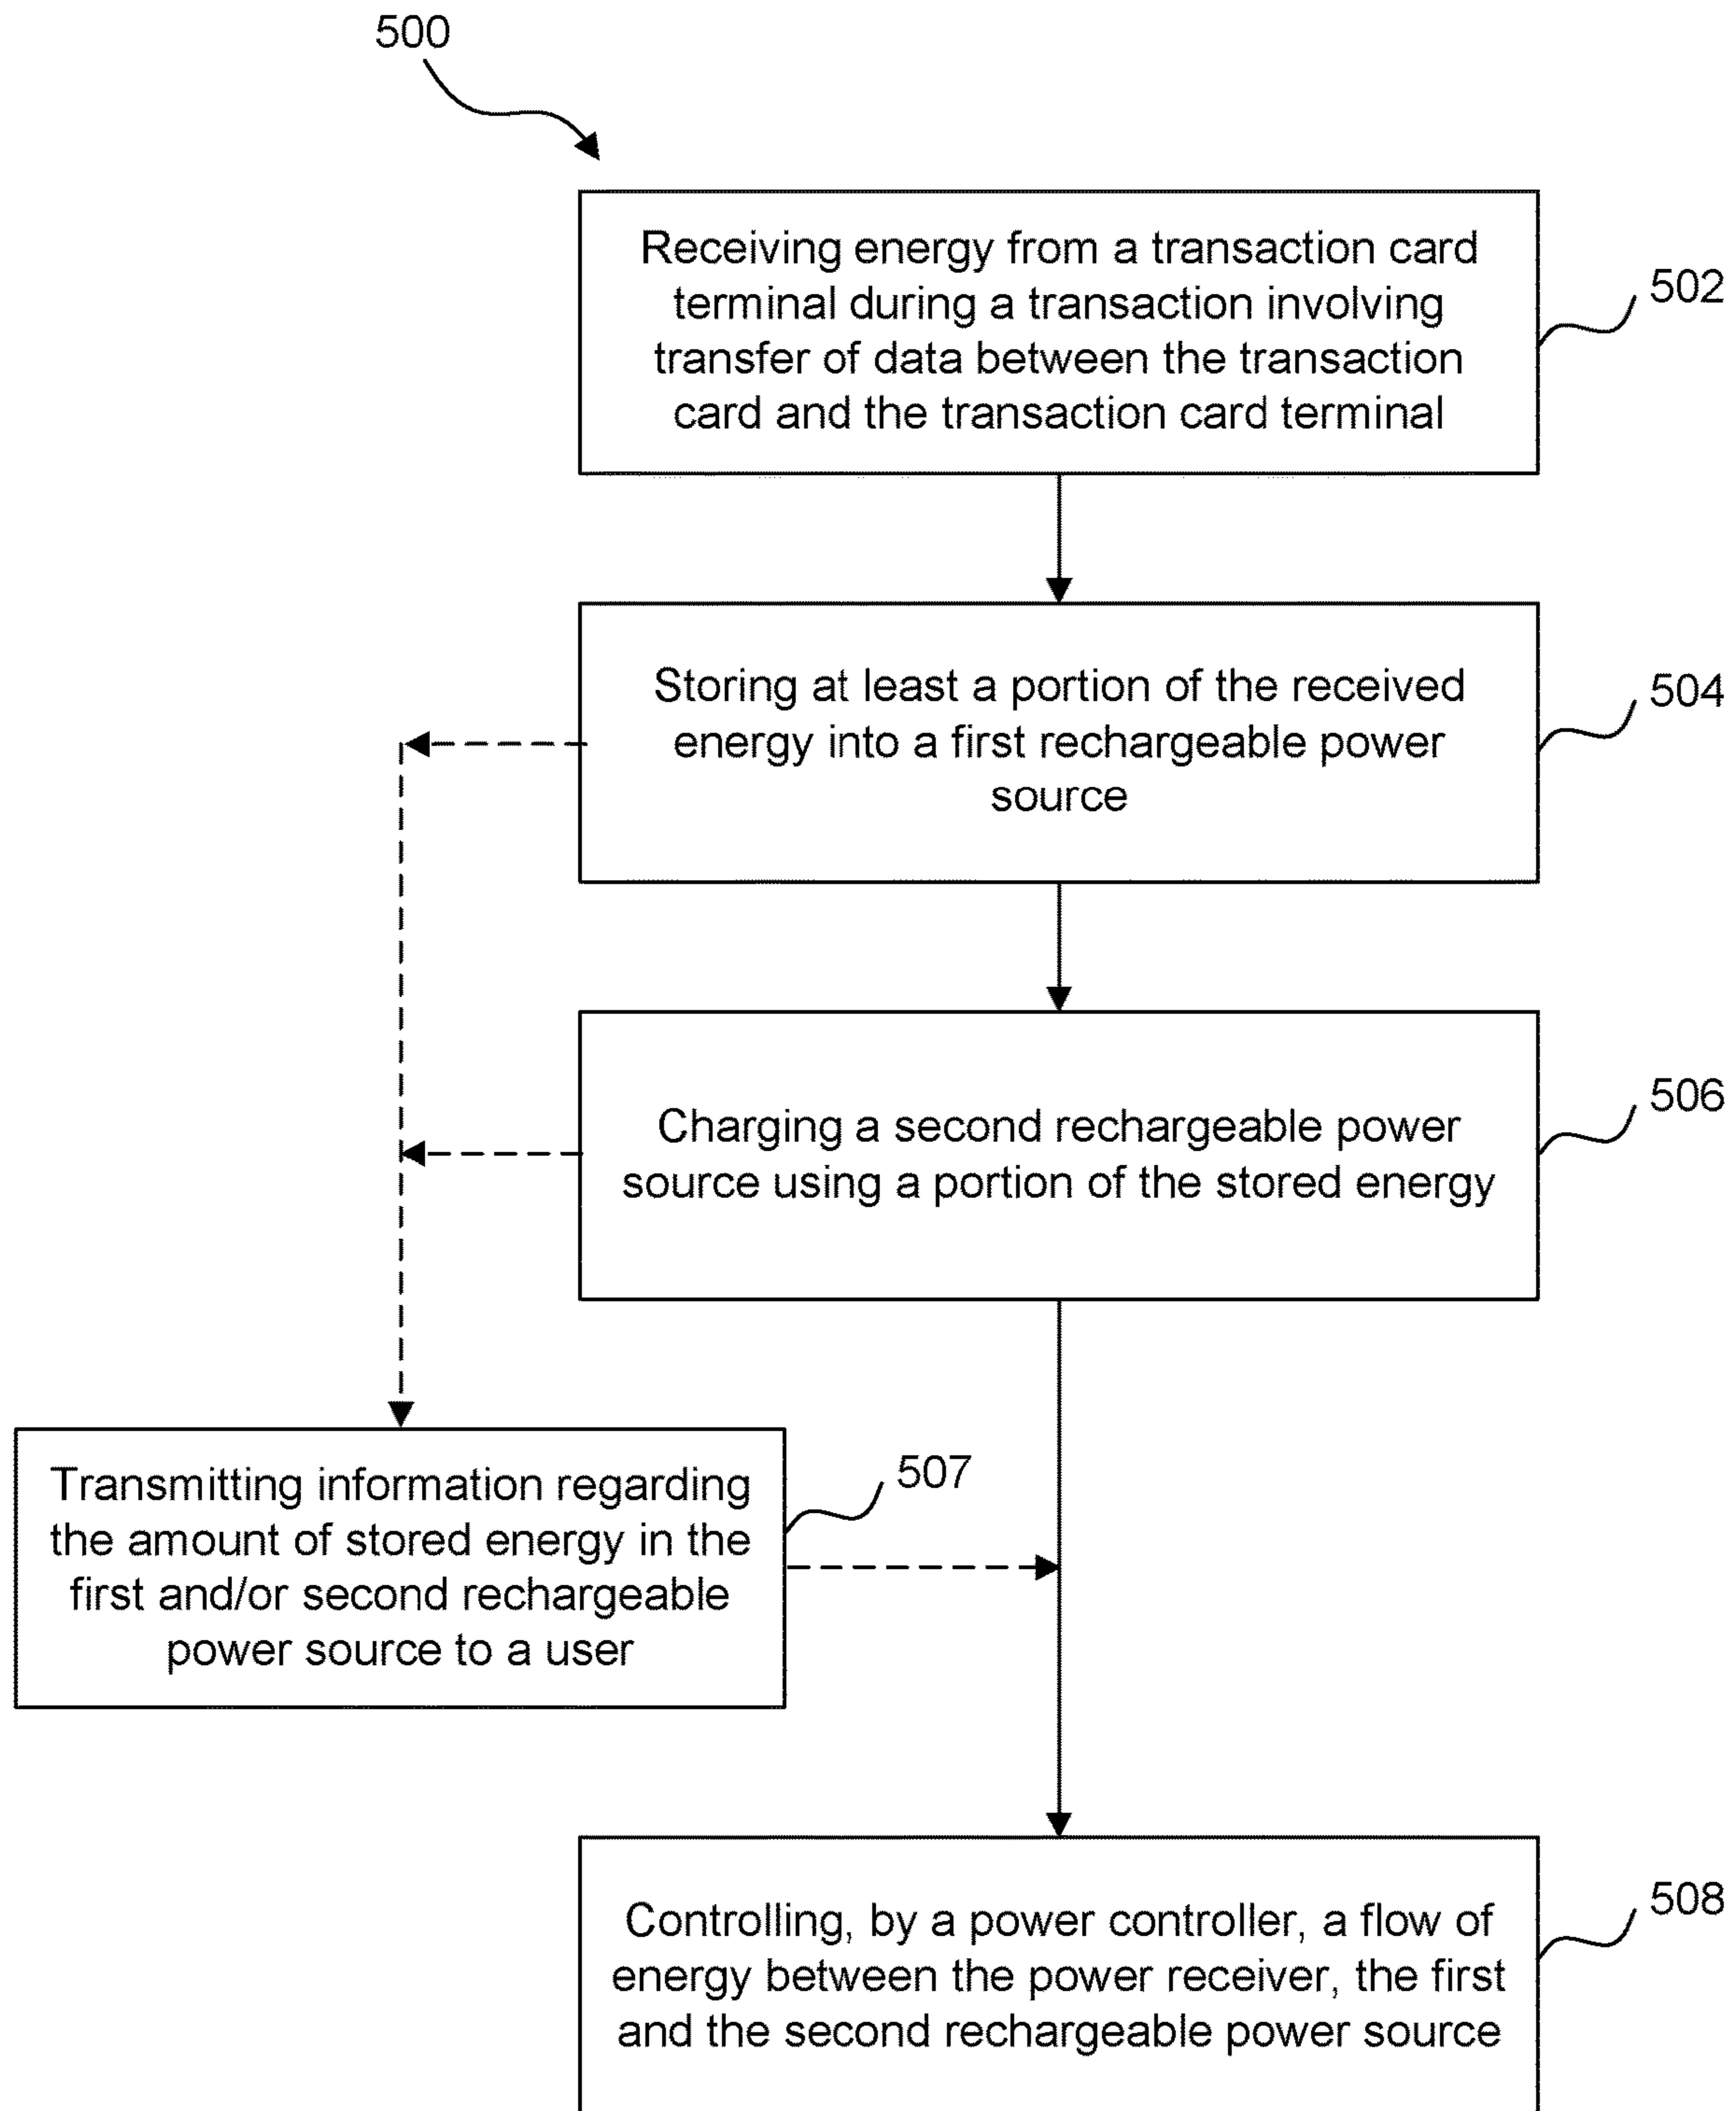 500
Receiving energy from a transaction card
terminal during a transaction involving
transfer of data between the transaction
card and the transaction card terminal
502
Storing at least a portion of the received
energy into a first rechargeable power
source
504
Charging a second rechargeable power
source using a portion of the stored energy
506
Transmitting information regarding
the amount of stored energy in the
first and/or second rechargeable
power source to a user
507
Controlling, by a power controller, a flow of
energy between the power receiver, the first
and the second rechargeable power source
508